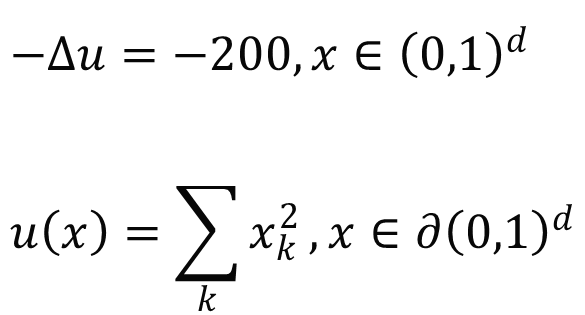 −Δu = −200, x ∈ (0,1)^d
u(x) = ∑_k x_k^2 , x ∈ ∂(0,1)^d